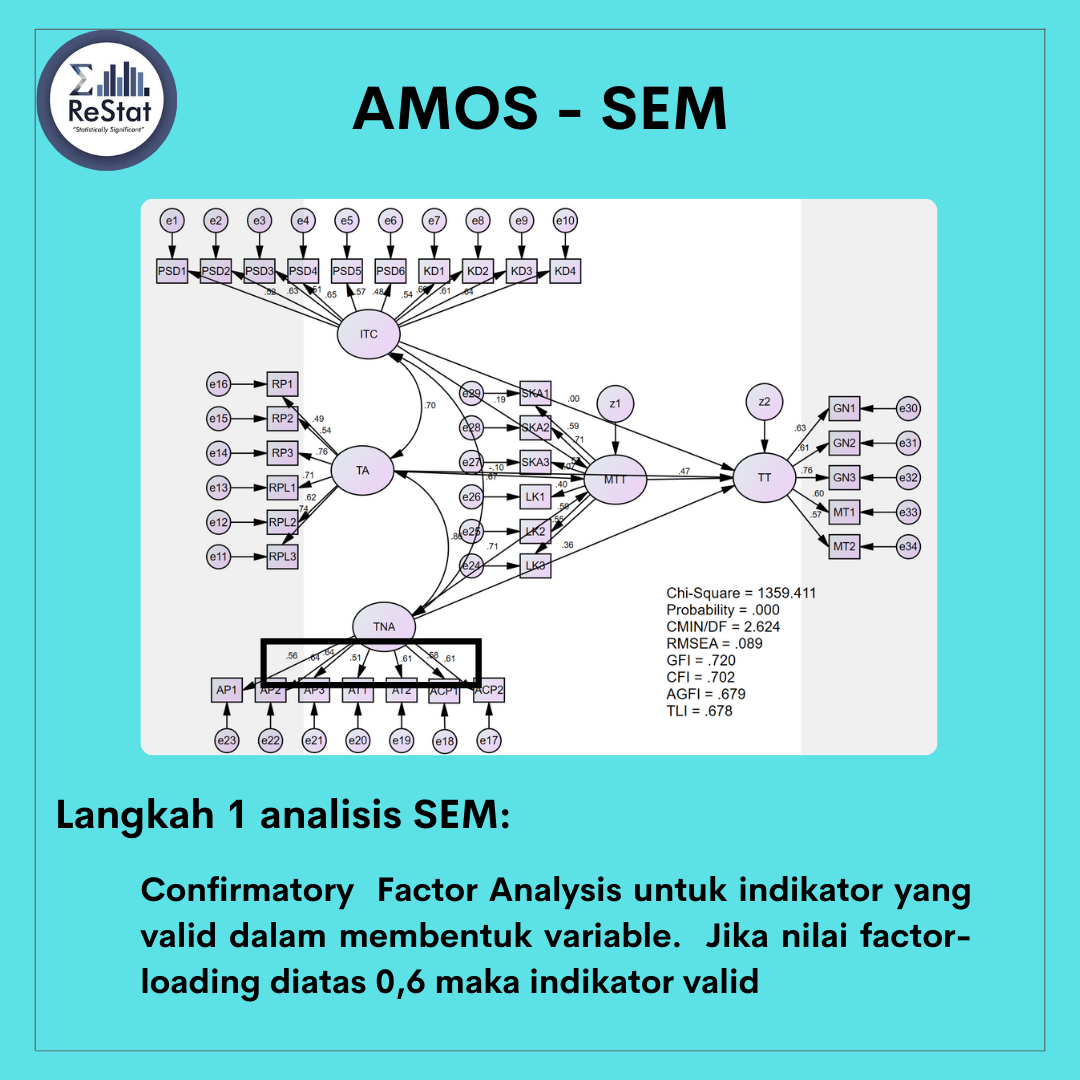 ReStat
"Statistically Significant"
AMOS - SEM
e1 e2 e3 e4 e5 e6 e7 e8 e9 e10
PSD1 PSD2 PSD3 PSD4 PSD5 PSD6 KD1 KD2 KD3 KD4
.52 .63 .51 .65 .57 .48 .54 .61 .64
ITC
e16 RP1
e15 RP2
e14 RP3
e13 RPL1
e12 RPL2
e11 RPL3
.49
.54
.76
.71
.62
.74
TA
.70
e29 SKA1
e28 SKA2
e27 SKA3
e26 LK1
e25 LK2
e24 LK3
.19
.00
.59
.71
-.10
.67
.07
.40
.71
.36
z1
MTT
.47
z2
TT
.63
.61
.76
.60
.57
GN1 e30
GN2 e31
GN3 e32
MT1 e33
MT2 e34
TNA
.56 .64 .64 .51 .61 .58 .61
AP1 AP2 AP3 AT1 AT2 ACP1 ACP2
e23 e22 e21 e20 e19 e18 e17
Chi-Square = 1359.411
Probability = .000
CMIN/DF = 2.624
RMSEA = .089
GFI = .720
CFI = .702
AGFI = .679
TLI = .678
Langkah 1 analisis SEM:
Confirmatory Factor Analysis untuk indikator yang
valid dalam membentuk variable. Jika nilai factor-
loading diatas 0,6 maka indikator valid